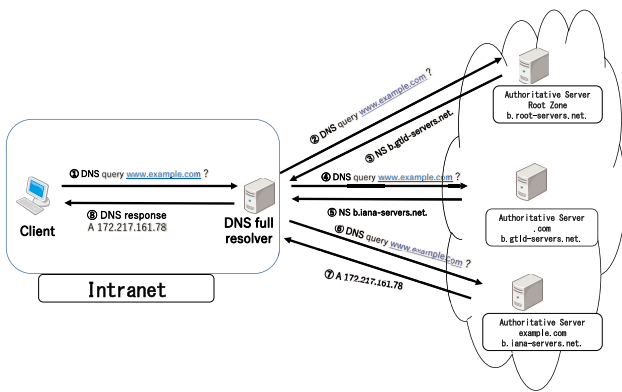 ② DNS query www.example.com ?
③ NS b.gtld-servers.net.
Authoritative Server
Root Zone
b.root-servers.net.
① DNS query www.example.com ?
④ DNS query www.example.com ?
⑧ DNS response
A 172.217.161.78
Client
DNS full
resolver
⑤ NS b.iana-servers.net.
Authoritative Server
.com
b.gtld-servers.net.
⑥ DNS query www.example.com ?
⑦ A 172.217.161.78
Intranet
Authoritative Server
example.com
b.iana-servers.net.